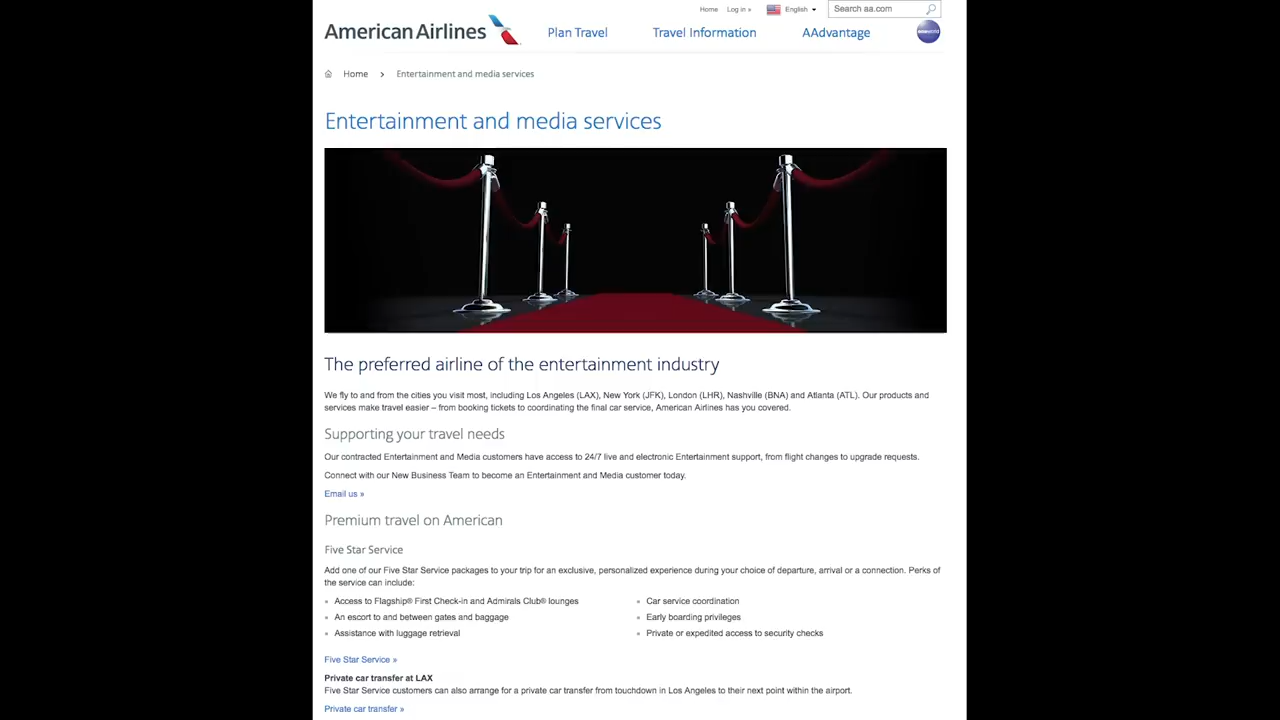 Home Log in » English Search aa.com
American Airlines Plan Travel Travel Information AAdvantage
oneworld
Home › Entertainment and media services
Entertainment and media services
The preferred airline of the entertainment industry
We fly to and from the cities you visit most, including Los Angeles (LAX), New York (JFK), London (LHR), Nashville (BNA) and Atlanta (ATL). Our products and
services make travel easier – from booking tickets to coordinating the final car service, American Airlines has you covered.
Supporting your travel needs
Our contracted Entertainment and Media customers have access to 24/7 live and electronic Entertainment support, from flight changes to upgrade requests.
Connect with our New Business Team to become an Entertainment and Media customer today.
Email us »
Premium travel on American
Five Star Service
Add one of our Five Star Service packages to your trip for an exclusive, personalized experience during your choice of departure, arrival or a connection. Perks of
the service can include:
Access to Flagship® First Check-in and Admirals Club® lounges
An escort to and between gates and baggage
Assistance with luggage retrieval
Car service coordination
Early boarding privileges
Private or expedited access to security checks
Five Star Service »
Private car transfer at LAX
Five Star Service customers can also arrange for a private car transfer from touchdown in Los Angeles to their next point within the airport.
Private car transfer »